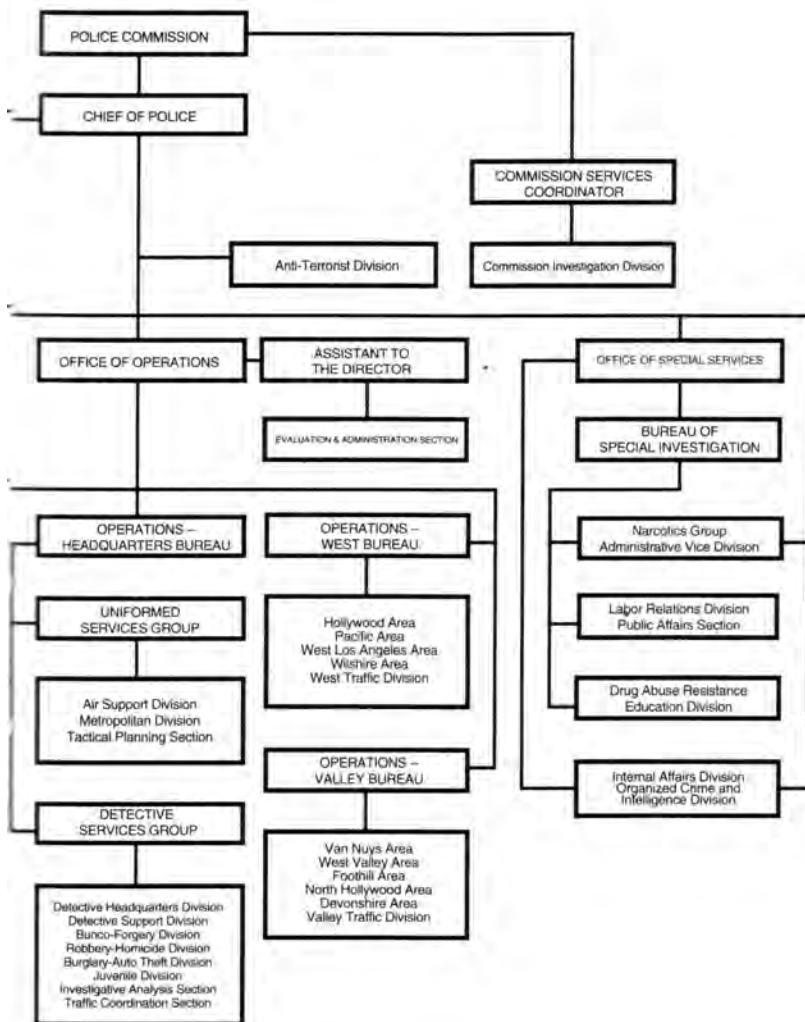 POLICE COMMISSION
CHIEF OF POLICE
COMMISSION SERVICES
COORDINATOR
Anti-Terrorist Division
Commission Investigation Division
OFFICE OF OPERATIONS
ASSISTANT TO
THE DIRECTOR
OFFICE OF SPECIAL SERVICES
EVALUATION & ADMINISTRATION SECTION
BUREAU OF
SPECIAL INVESTIGATION
OPERATIONS –
HEADQUARTERS BUREAU
OPERATIONS –
WEST BUREAU
Narcotics Group
Administrative Vice Division
UNIFORMED
SERVICES GROUP
Hollywood Area
Pacific Area
West Los Angeles Area
Wilshire Area
West Traffic Division
Labor Relations Division
Public Affairs Section
Air Support Division
Metropolitan Division
Tactical Planning Section
Drug Abuse Resistance
Education Division
OPERATIONS –
VALLEY BUREAU
Internal Affairs Division
Organized Crime and
Intelligence Division
DETECTIVE
SERVICES GROUP
Van Nuys Area
West Valley Area
Foothill Area
North Hollywood Area
Devonshire Area
Valley Traffic Division
Detective Headquarters Division
Detective Support Division
Bunco-Forgery Division
Robbery-Homicide Division
Burglary-Auto Theft Division
Juvenile Division
Investigative Analysis Section
Traffic Coordination Section